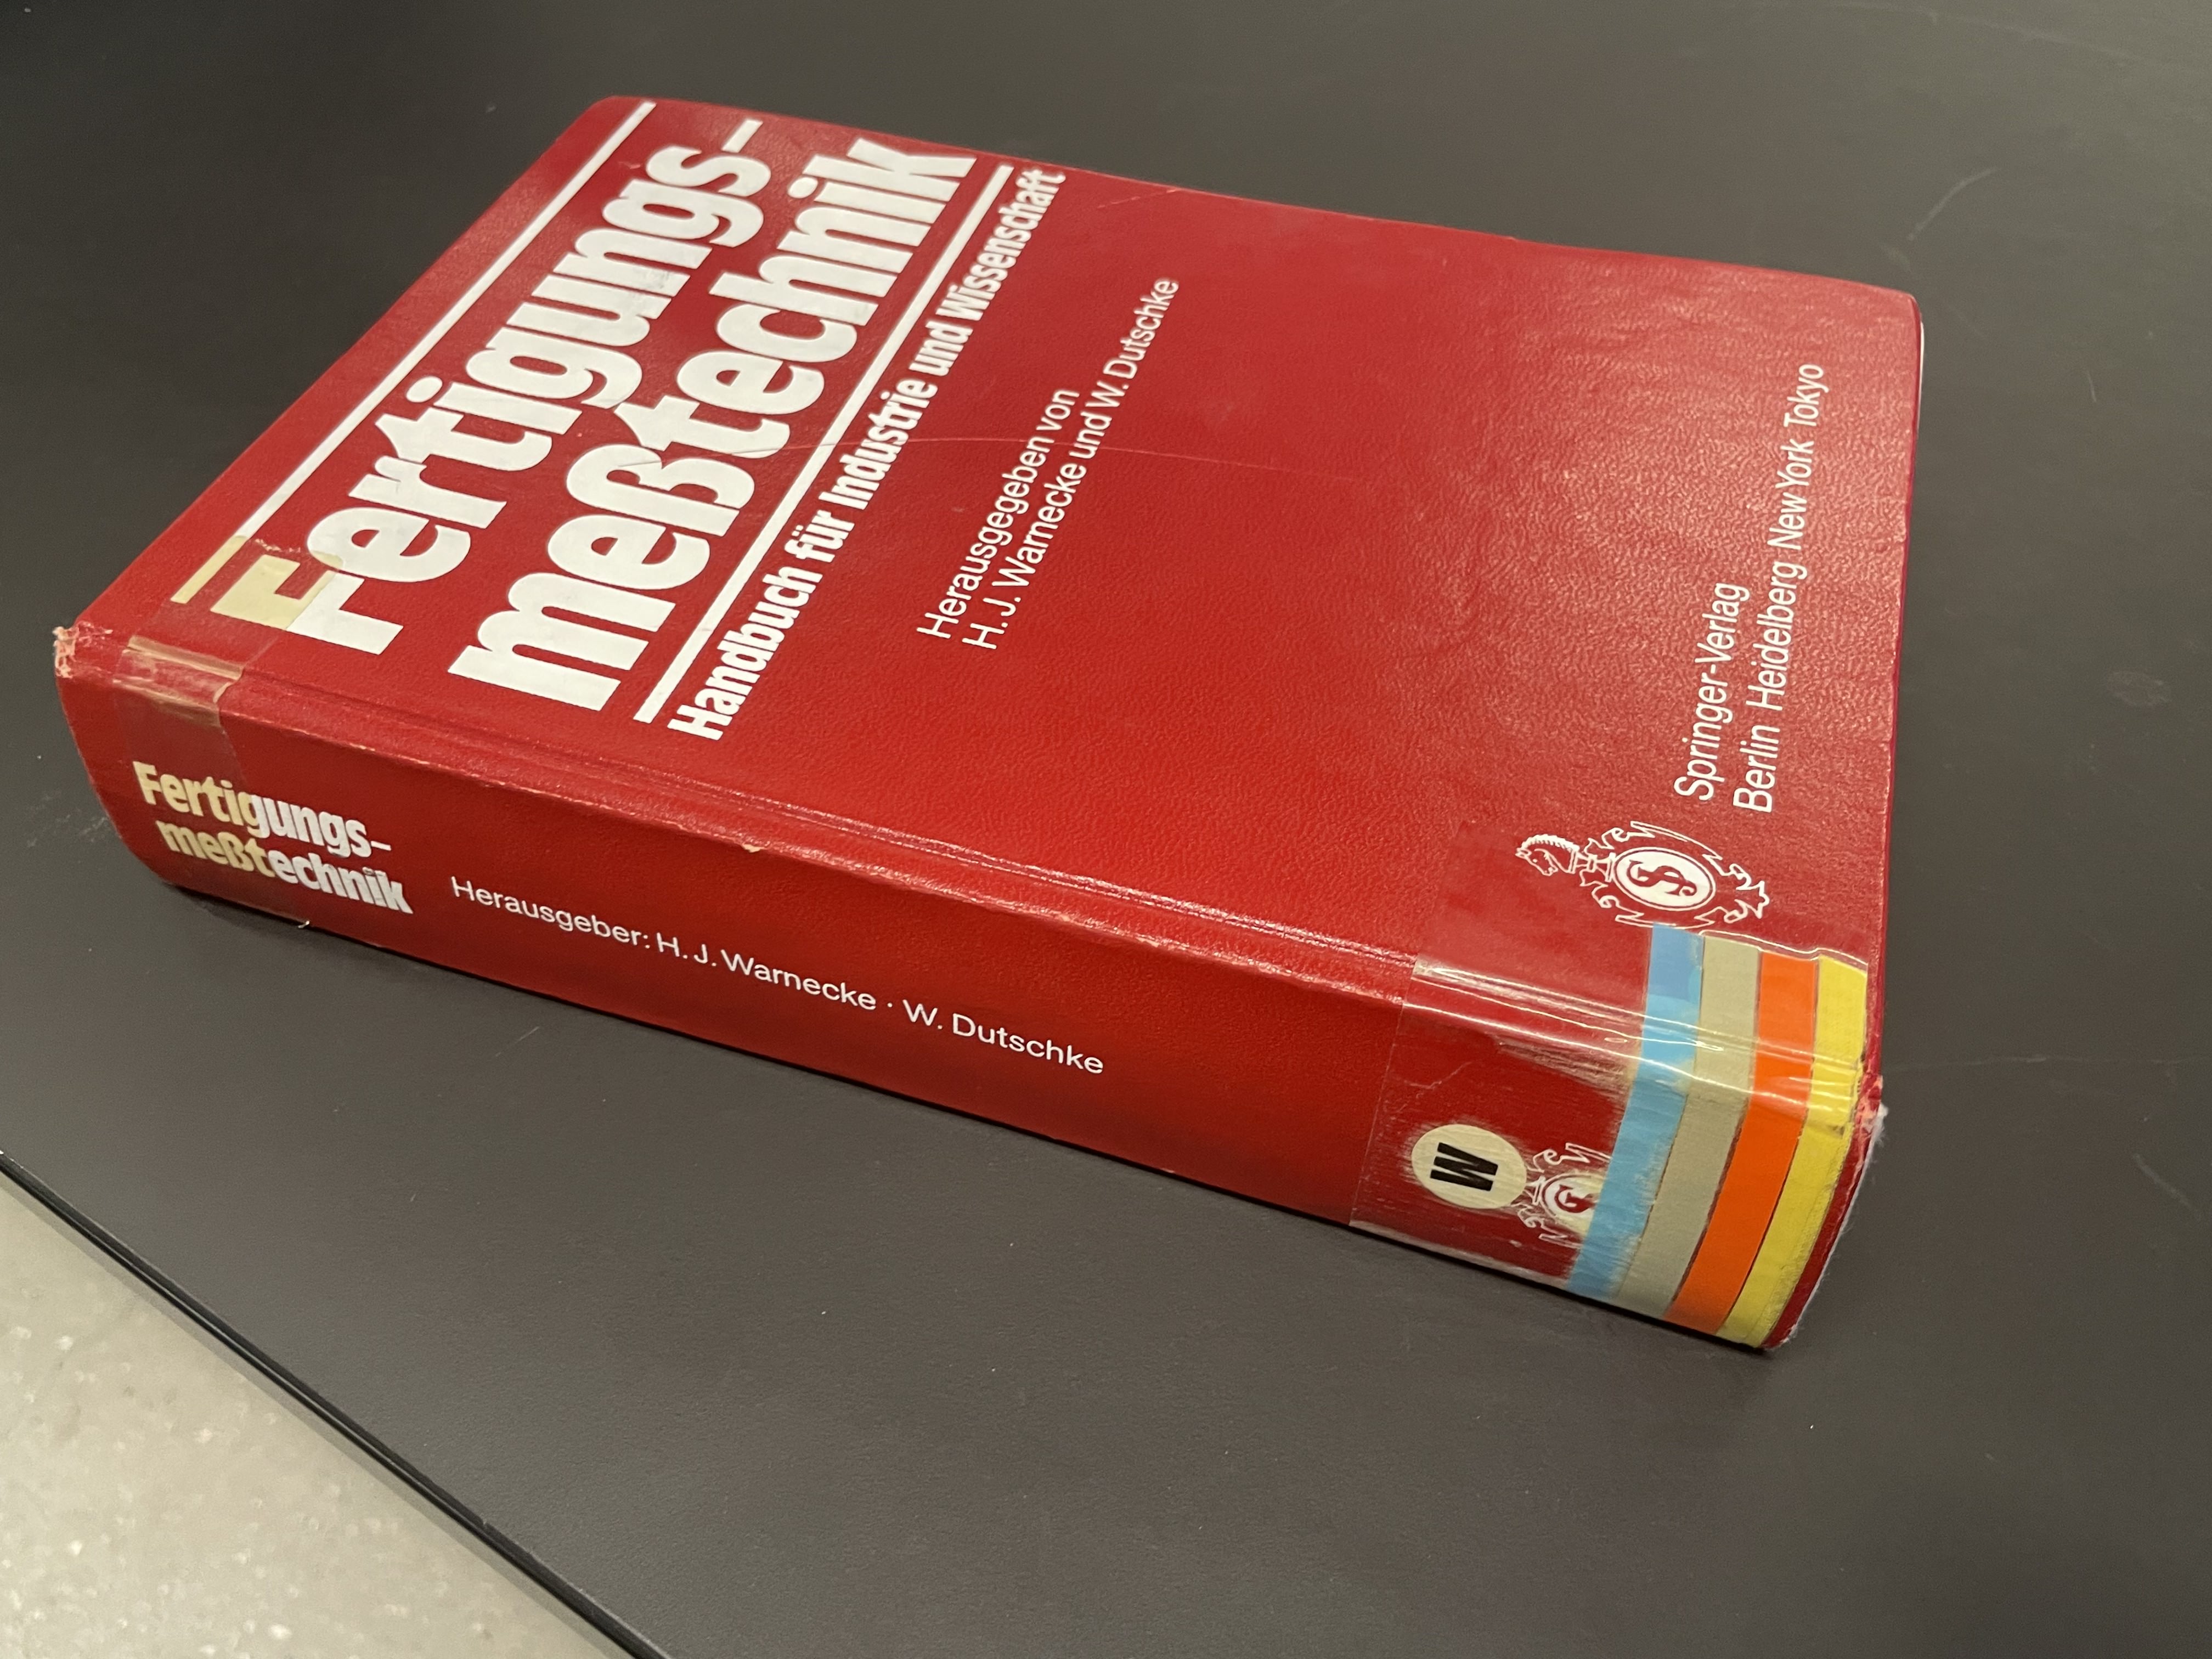 Fertigungs-
meßtechnik
Handbuch für Industrie und Wissenschaft
Herausgegeben von
H. J. Warnecke und W. Dutschke
Springer-Verlag
Berlin Heidelberg New York Tokyo
S
Fertigungs-
meßtechnik
Herausgeber: H. J. Warnecke · W. Dutschke
W
S